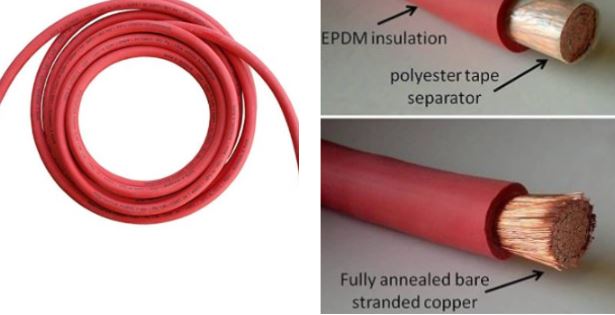 EPDM insulation
polyester tape
separator
Fully annealed bare
stranded copper